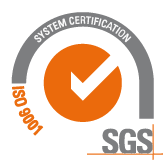 SYSTEM CERTIFICATION
ISO 9001
SGS